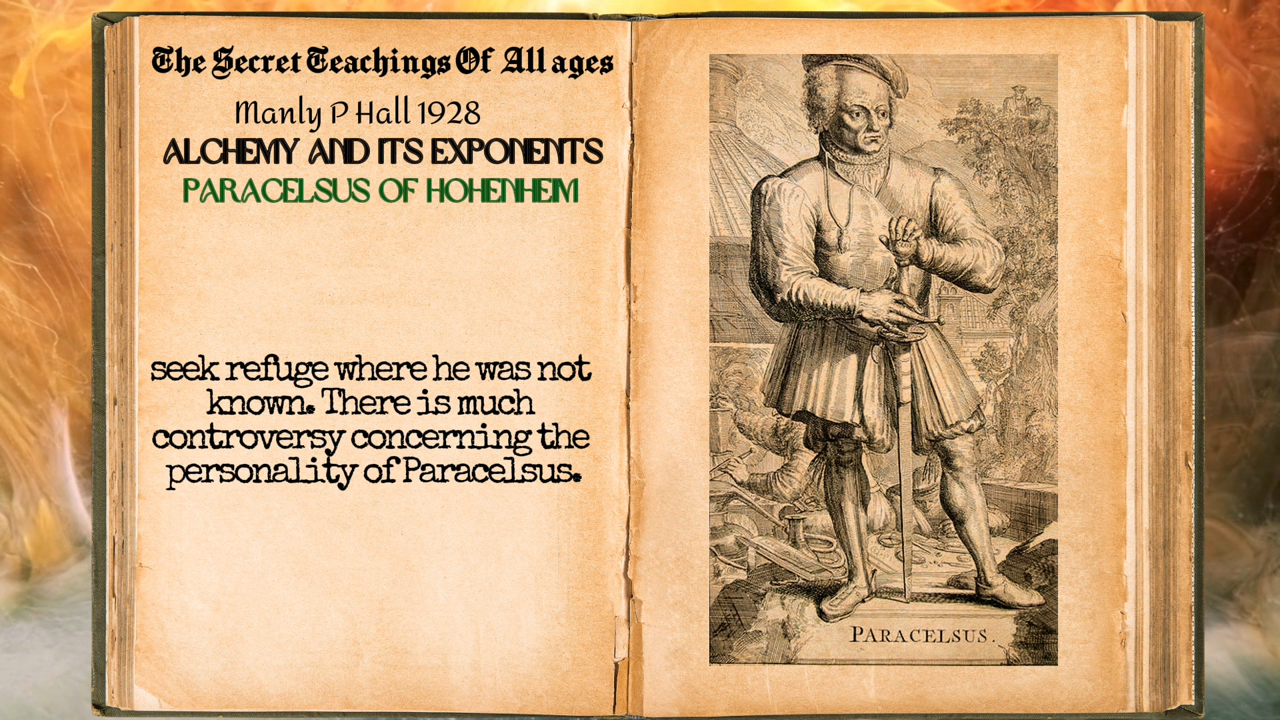 The Secret Teachings Of All ages
Manly P Hall 1928
ALCHEMY AND ITS EXPONENTS
PARACELSUS OF HOHENHEIM
seek refuge where he was not
known. There is much
controversy concerning the
personality of Paracelsus.
PARACELSUS.